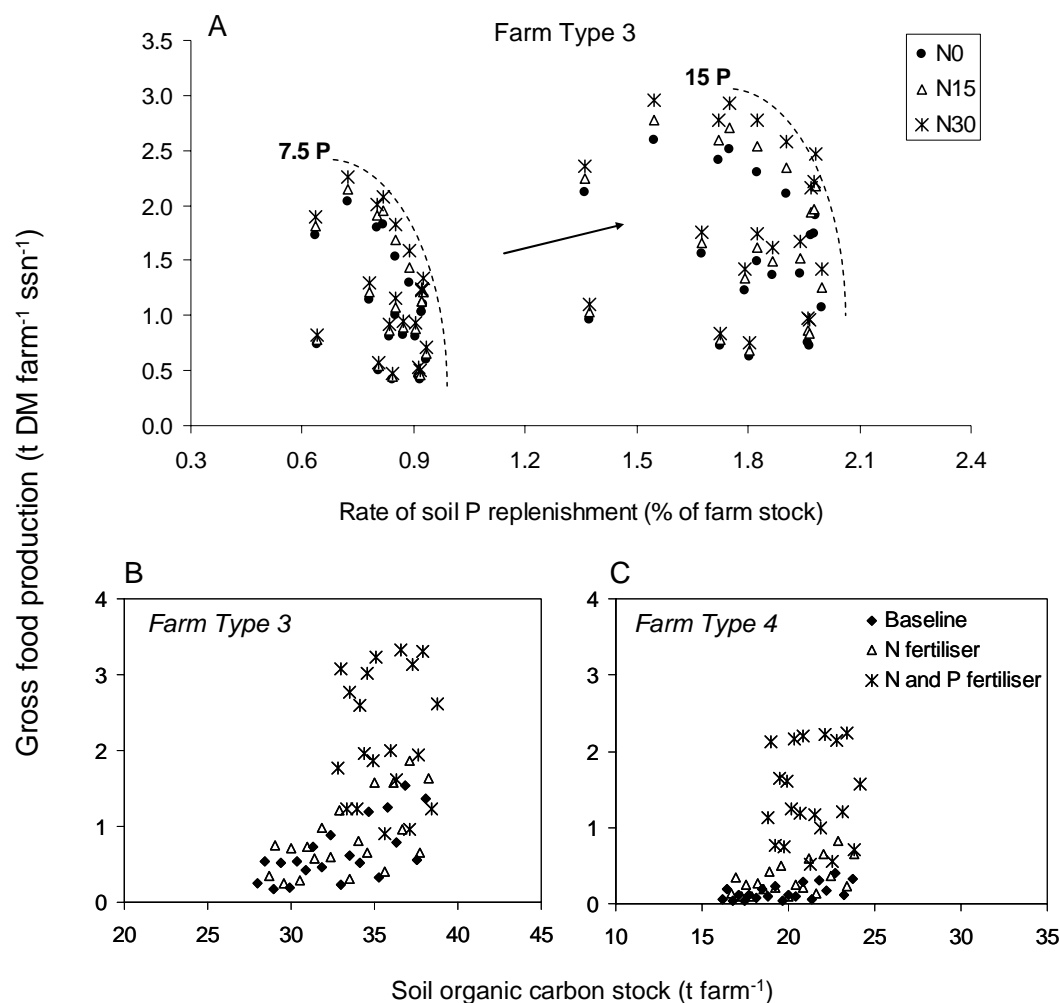 A
Farm Type 3
N0
N15
N30
15 P
7.5 P
3.5
3.0
2.5
2.0
1.5
1.0
0.5
0.0
0.3 0.6 0.9 1.2 1.5 1.8 2.1 2.4
Rate of soil P replenishment (% of farm stock)
Gross food production (t DM farm⁻¹ ssn⁻¹)
B
Farm Type 3
4
3
2
1
0
20 25 30 35 40 45
C
Farm Type 4
Baseline
N fertiliser
N and P fertiliser
4
3
2
1
0
10 15 20 25 30 35
Soil organic carbon stock (t farm⁻¹)